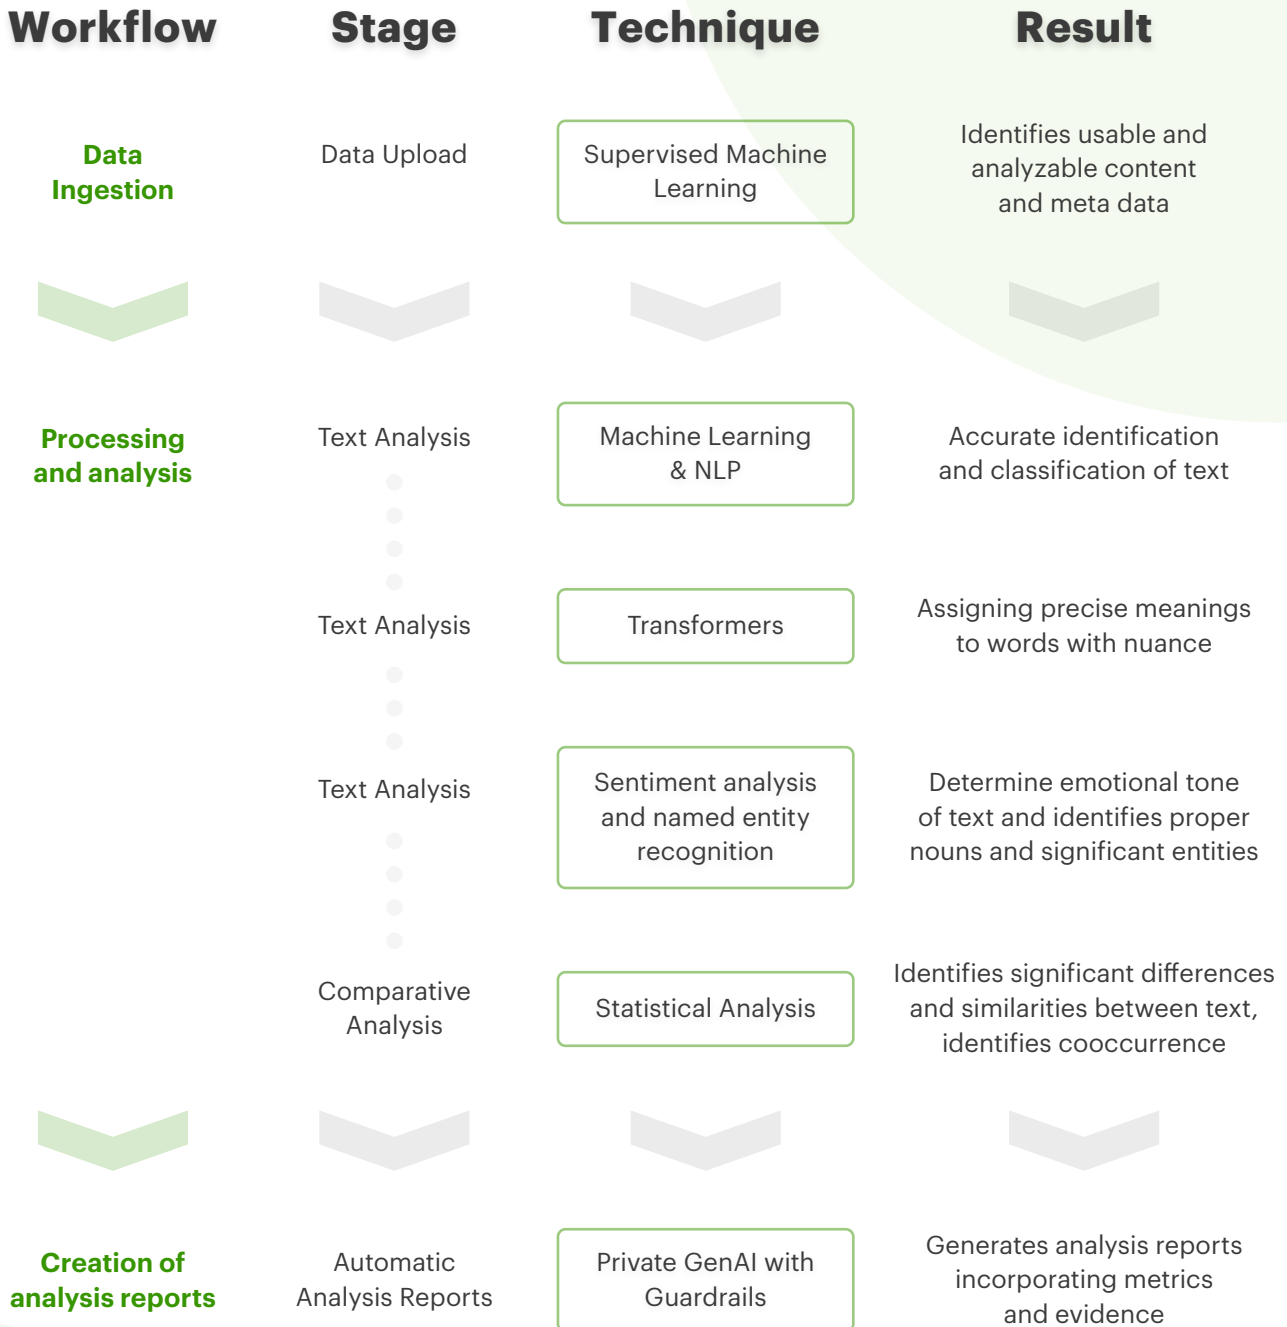 Workflow Stage Technique Result
Data
Ingestion
Data Upload
Supervised Machine
Learning
Identifies usable and
analyzable content
and meta data
Processing
and analysis
Text Analysis
Machine Learning
& NLP
Accurate identification
and classification of text
Text Analysis
Transformers
Assigning precise meanings
to words with nuance
Text Analysis
Sentiment analysis
and named entity
recognition
Determine emotional tone
of text and identifies proper
nouns and significant entities
Comparative
Analysis
Statistical Analysis
Identifies significant differences
and similarities between text,
identifies cooccurrence
Creation of
analysis reports
Automatic
Analysis Reports
Private GenAI with
Guardrails
Generates analysis reports
incorporating metrics
and evidence